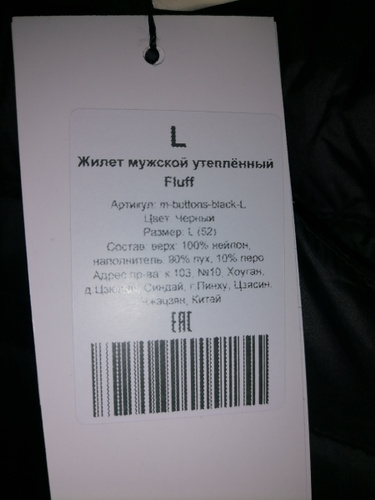 L
Жилет мужской утеплённый
Fluff
Артикул: m-buttons-black-L
Цвет: Черный
Размер: L (52)
Состав: верх: 100% нейлон,
наполнитель: 90% пух, 10% перо
Адрес пр-ва: к.103, №10, Хоуган,
Синдай, г.Пинху, Цзясин,
Китай
EAC